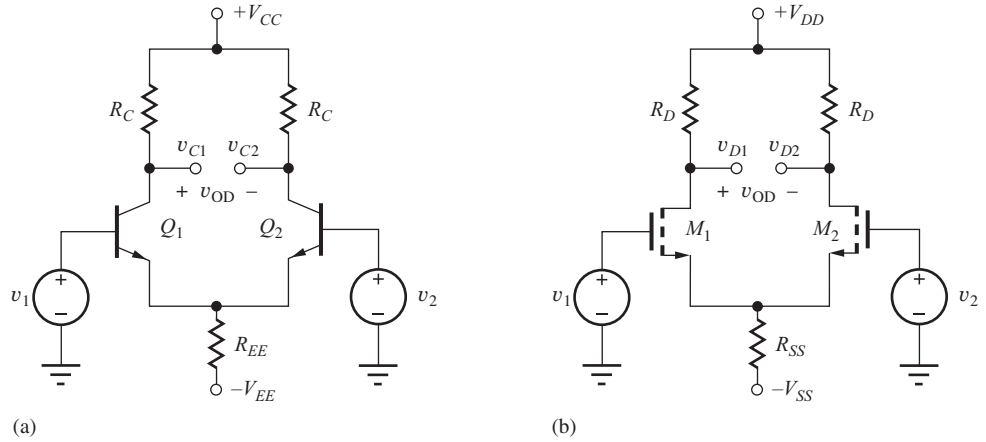 +V_CC
R_C R_C
v_C1 v_C2
+ v_OD −
Q_1 Q_2
v_1 + − + − v_2
R_EE
−V_EE
(a)
+V_DD
R_D R_D
v_D1 v_D2
+ v_OD −
M_1 M_2
v_1 + − + − v_2
R_SS
−V_SS
(b)